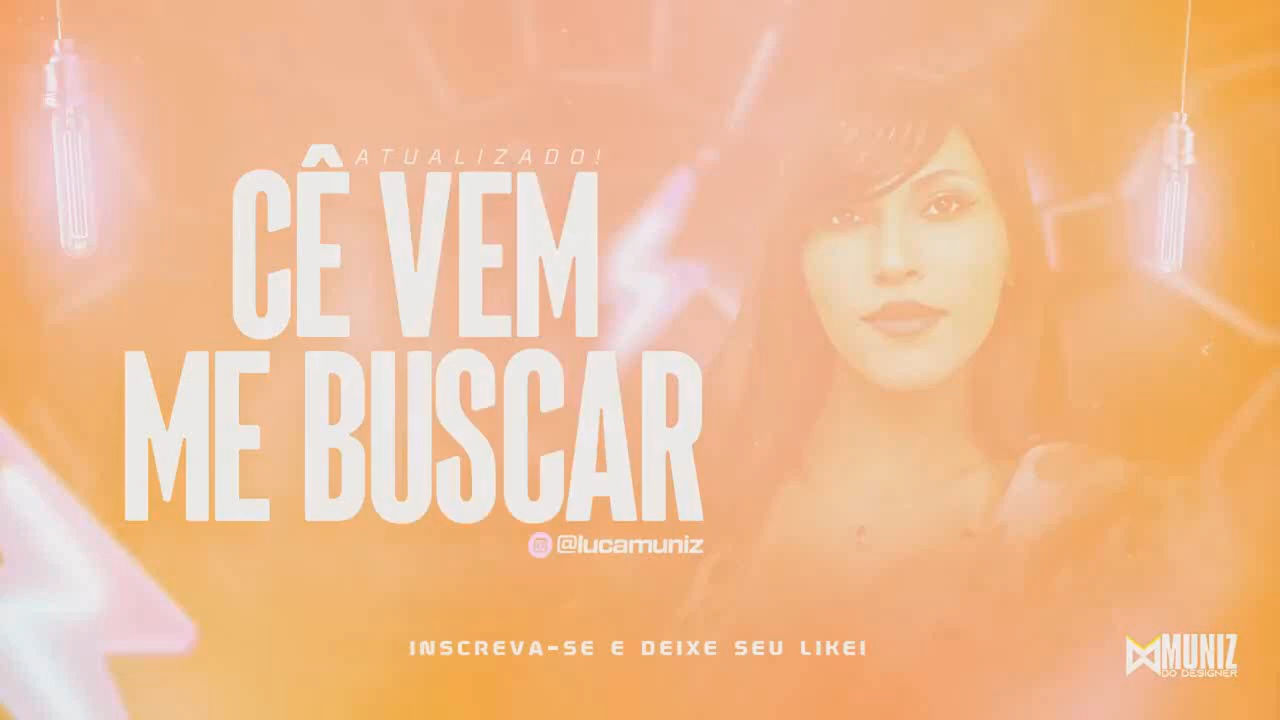 ATUALIZADO!
CÊ VEM
ME BUSCAR
@lucamuniz
INSCREVA-SE E DEIXE SEU LIKE!
MUNIZ
DO DESIGNER